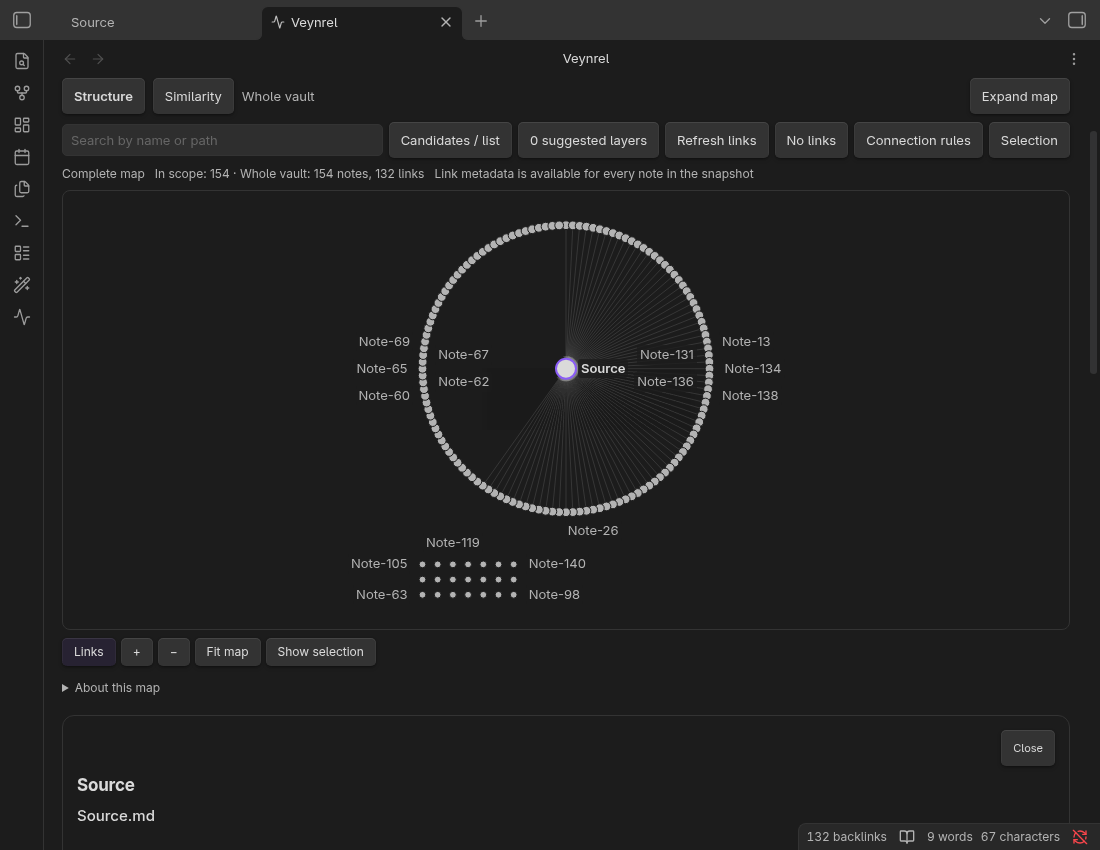 Source
Veynrel
Veynrel
Structure
Similarity
Whole vault
Expand map
Search by name or path
Candidates / list
0 suggested layers
Refresh links
No links
Connection rules
Selection
Complete map In scope: 154 · Whole vault: 154 notes, 132 links Link metadata is available for every note in the snapshot
Note-69
Note-13
Note-67
Note-131
Note-65
Source
Note-134
Note-62
Note-136
Note-60
Note-138
Note-26
Note-119
Note-105
Note-140
Note-63
Note-98
Links
+
−
Fit map
Show selection
About this map
Close
Source
Source.md
132 backlinks
9 words
67 characters